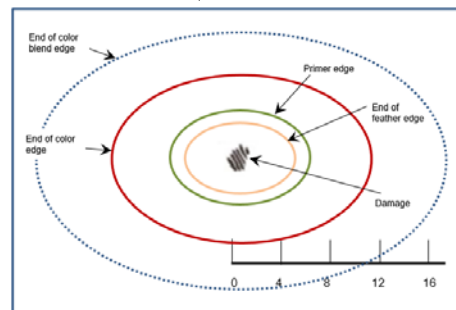 End of color
blend edge
Primer edge
End of
feather edge
End of color
edge
Damage
0 4 8 12 16